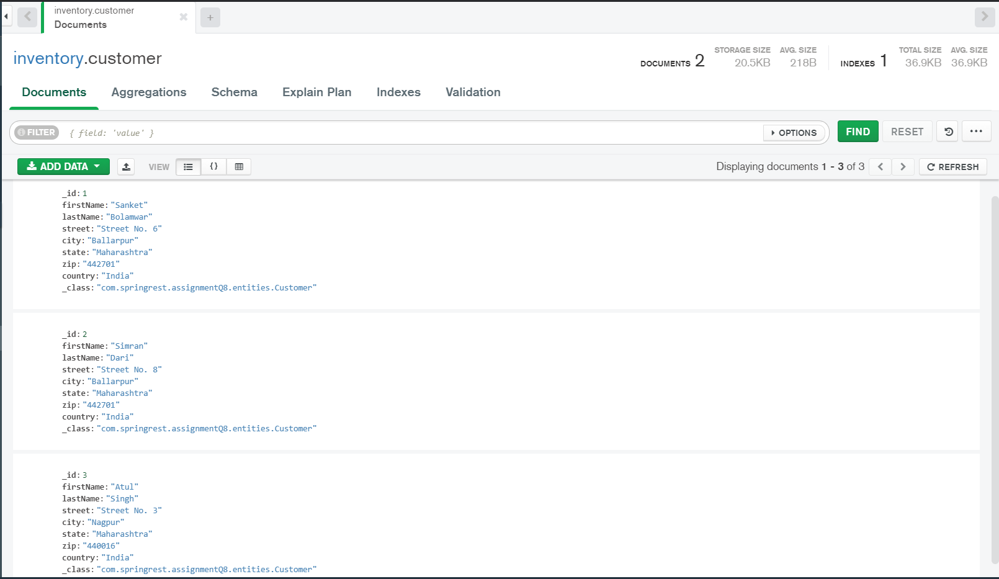 inventory.customer
Documents
inventory.customer
DOCUMENTS 2
STORAGE SIZE
20.5KB
AVG. SIZE
218B
INDEXES 1
TOTAL SIZE
36.9KB
AVG. SIZE
36.9KB
Documents Aggregations Schema Explain Plan Indexes Validation
FILTER { field: 'value' } OPTIONS FIND RESET
ADD DATA VIEW { } Displaying documents 1 - 3 of 3 REFRESH
_id: 1
firstName: "Sanket"
lastName: "Bolamwar"
street: "Street No. 6"
city: "Ballarpur"
state: "Maharashtra"
zip: "442701"
country: "India"
_class: "com.springrest.assignmentQ8.entities.Customer"
_id: 2
firstName: "Simran"
lastName: "Dari"
street: "Street No. 8"
city: "Ballarpur"
state: "Maharashtra"
zip: "442701"
country: "India"
_class: "com.springrest.assignmentQ8.entities.Customer"
_id: 3
firstName: "Atul"
lastName: "Singh"
street: "Street No. 3"
city: "Nagpur"
state: "Maharashtra"
zip: "440016"
country: "India"
_class: "com.springrest.assignmentQ8.entities.Customer"